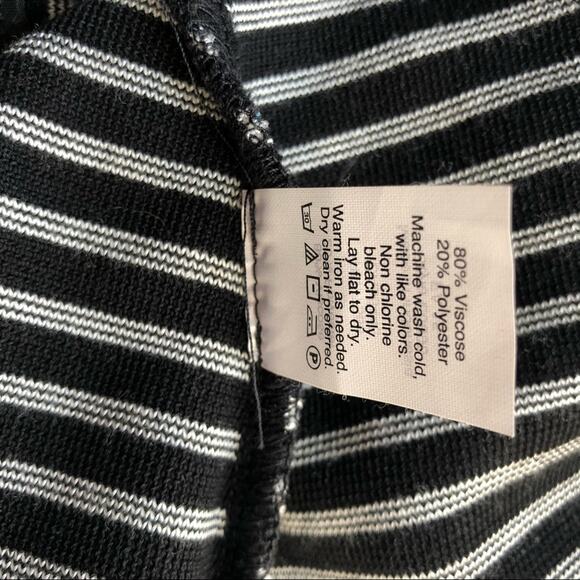 80% Viscose
20% Polyester
Machine wash cold,
with like colors.
Non chlorine
bleach only.
Lay flat to dry.
Warm iron as needed.
Dry clean if preferred.
30
P